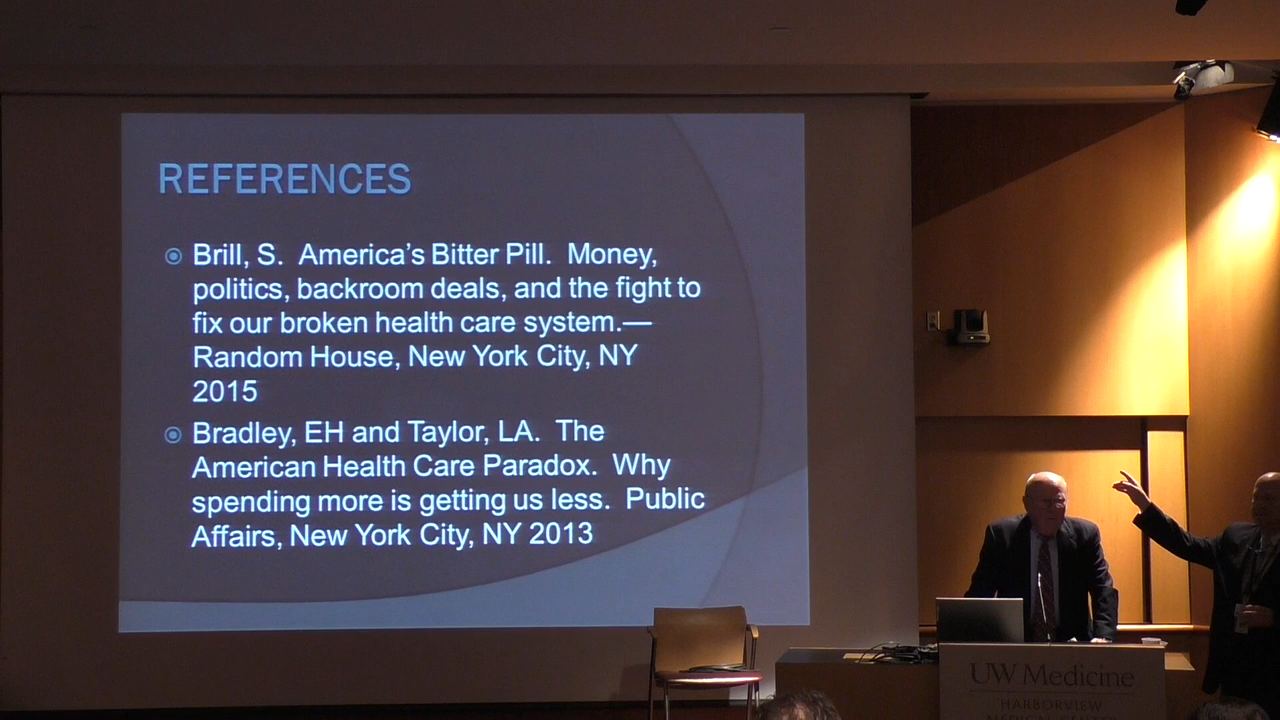 REFERENCES
Brill, S. America's Bitter Pill. Money,
politics, backroom deals, and the fight to
fix our broken health care system.—
Random House, New York City, NY
2015
Bradley, EH and Taylor, LA. The
American Health Care Paradox. Why
spending more is getting us less. Public
Affairs, New York City, NY 2013
UW Medicine
HARBORVIEW
MEDICAL